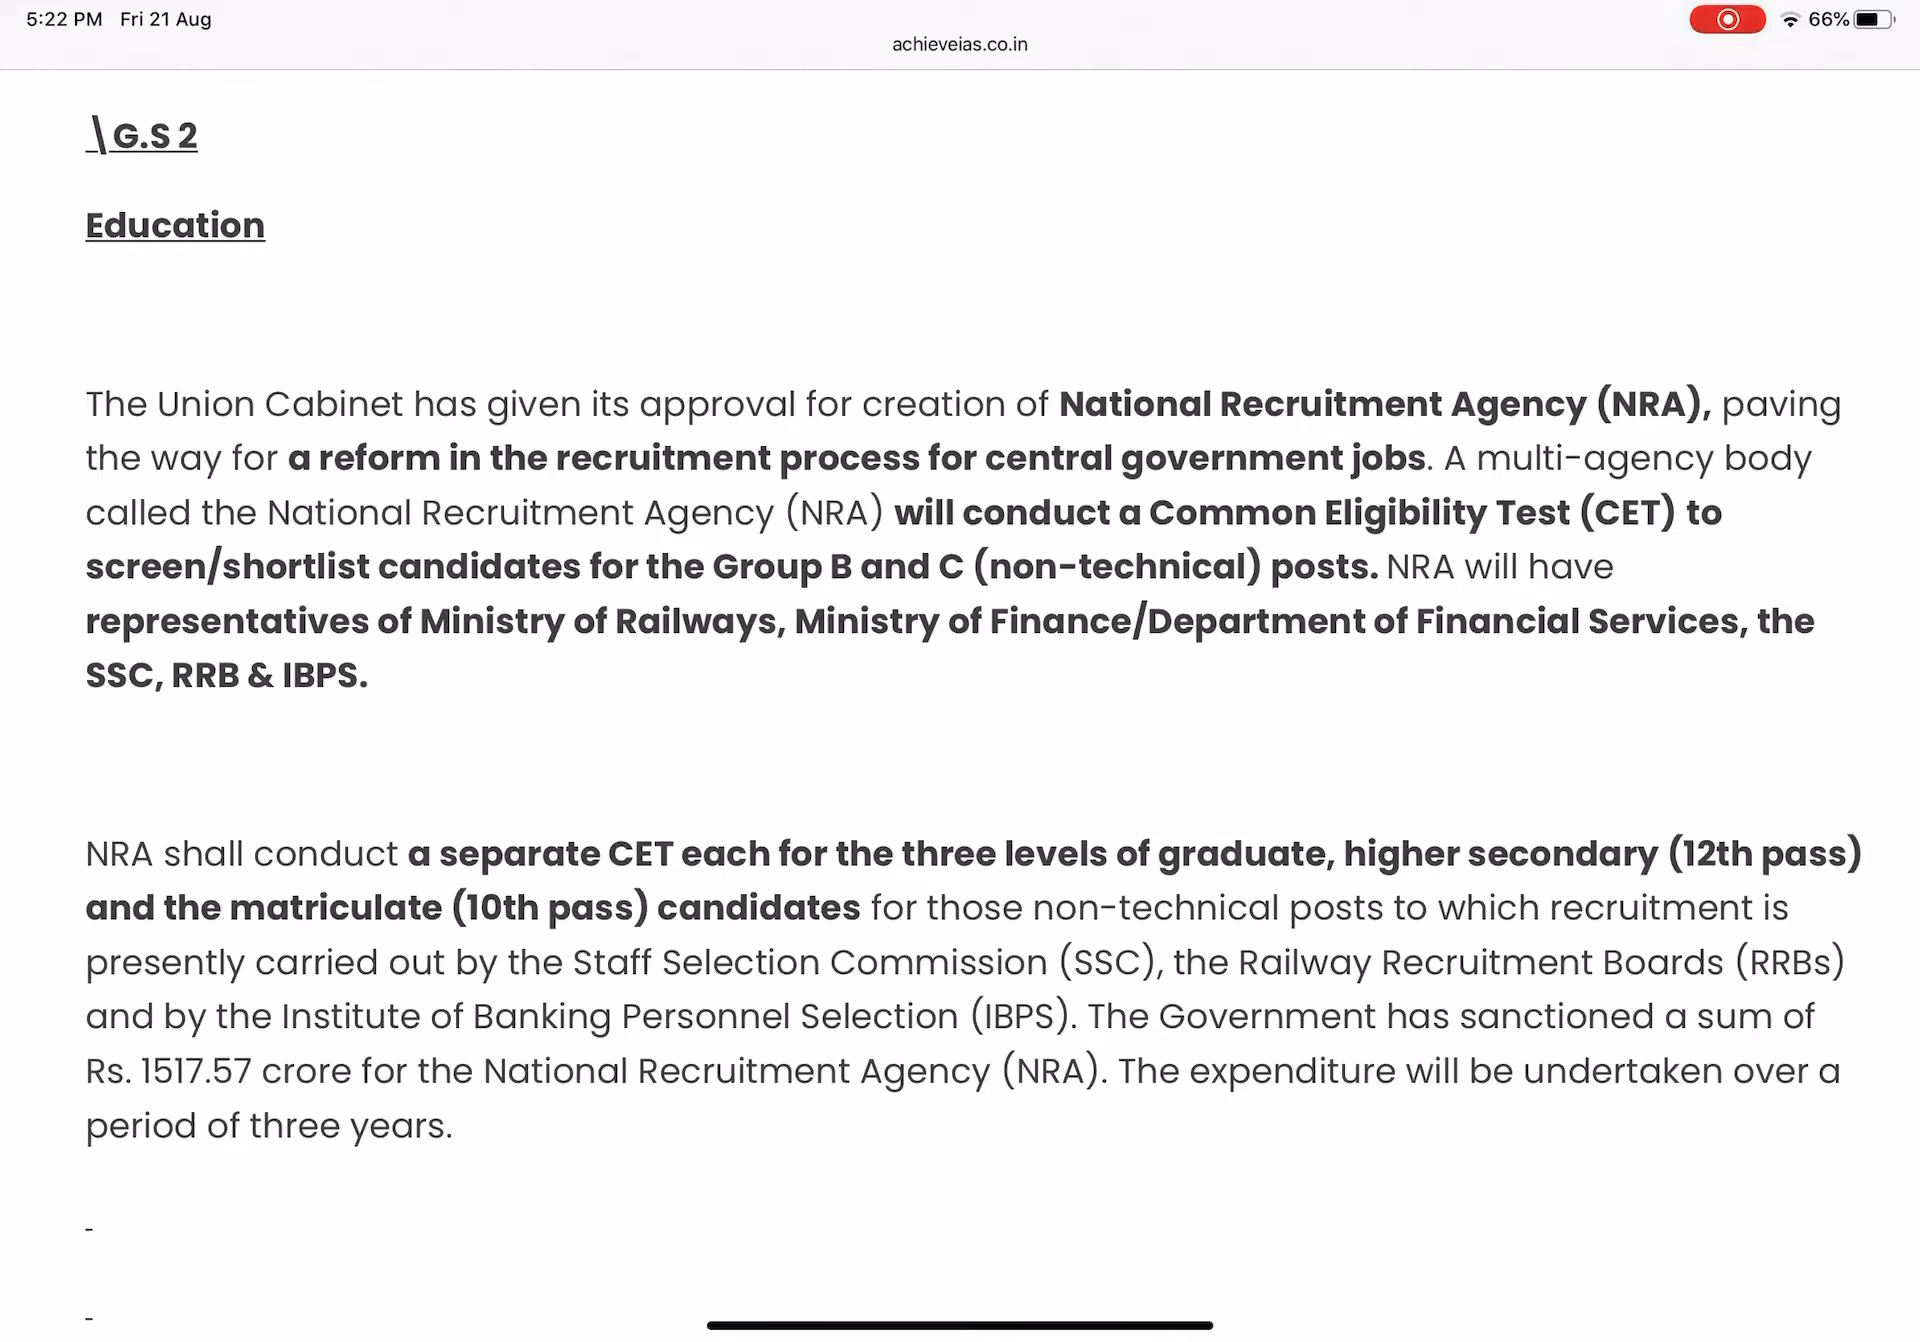 5:22 PM Fri 21 Aug
66%
achieveias.co.in
\G.S 2
Education
The Union Cabinet has given its approval for creation of National Recruitment Agency (NRA), paving
the way for a reform in the recruitment process for central government jobs. A multi-agency body
called the National Recruitment Agency (NRA) will conduct a Common Eligibility Test (CET) to
screen/shortlist candidates for the Group B and C (non-technical) posts. NRA will have
representatives of Ministry of Railways, Ministry of Finance/Department of Financial Services, the
SSC, RRB & IBPS.
NRA shall conduct a separate CET each for the three levels of graduate, higher secondary (12th pass)
and the matriculate (10th pass) candidates for those non-technical posts to which recruitment is
presently carried out by the Staff Selection Commission (SSC), the Railway Recruitment Boards (RRBs)
and by the Institute of Banking Personnel Selection (IBPS). The Government has sanctioned a sum of
Rs. 1517.57 crore for the National Recruitment Agency (NRA). The expenditure will be undertaken over a
period of three years.
-
-